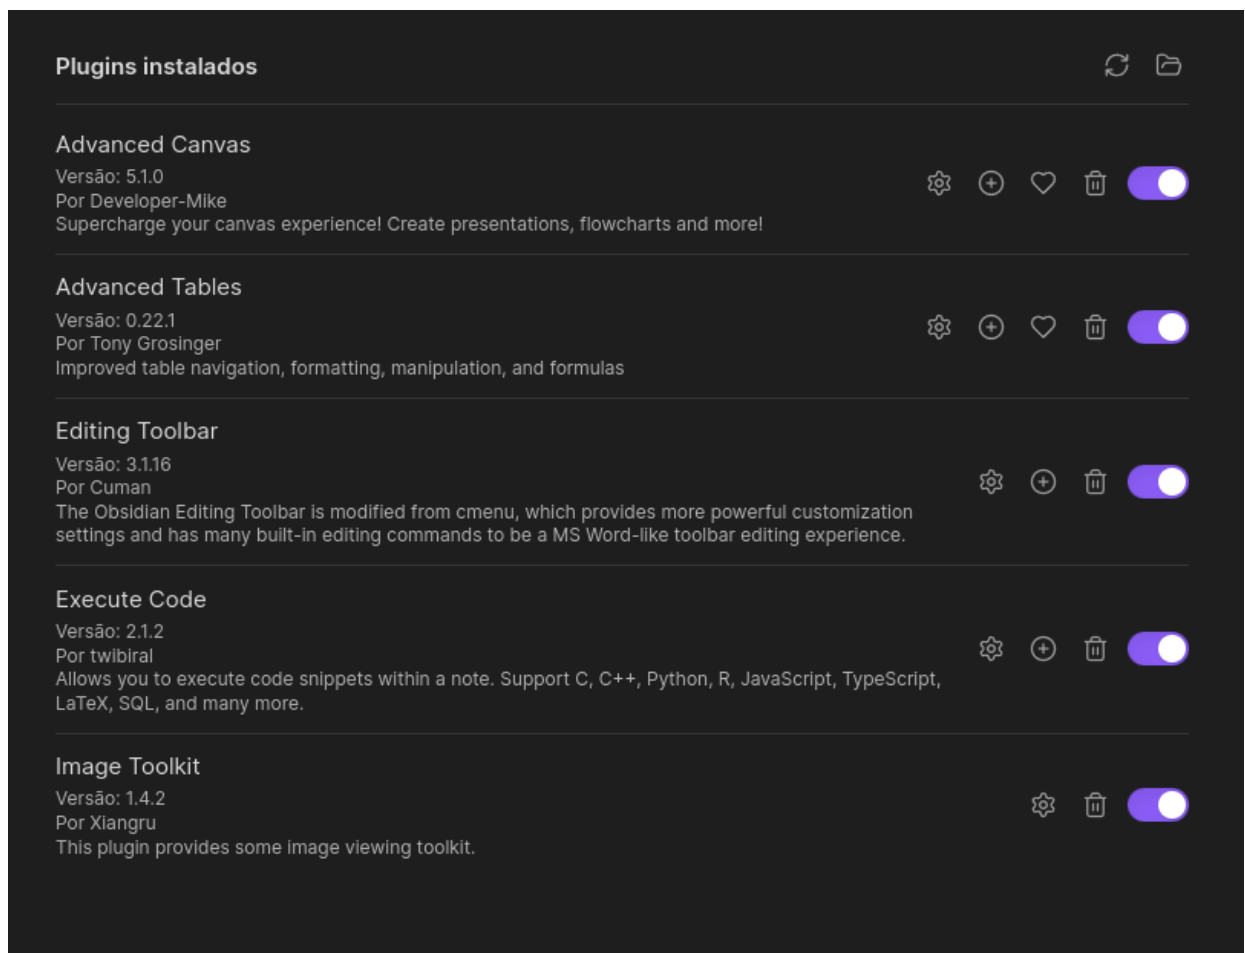 Plugins instalados
Advanced Canvas
Versão: 5.1.0
Por Developer-Mike
Supercharge your canvas experience! Create presentations, flowcharts and more!
Advanced Tables
Versão: 0.22.1
Por Tony Grosinger
Improved table navigation, formatting, manipulation, and formulas
Editing Toolbar
Versão: 3.1.16
Por Cuman
The Obsidian Editing Toolbar is modified from cmenu, which provides more powerful customization
settings and has many built-in editing commands to be a MS Word-like toolbar editing experience.
Execute Code
Versão: 2.1.2
Por twibiral
Allows you to execute code snippets within a note. Support C, C++, Python, R, JavaScript, TypeScript,
LaTeX, SQL, and many more.
Image Toolkit
Versão: 1.4.2
Por Xiangru
This plugin provides some image viewing toolkit.